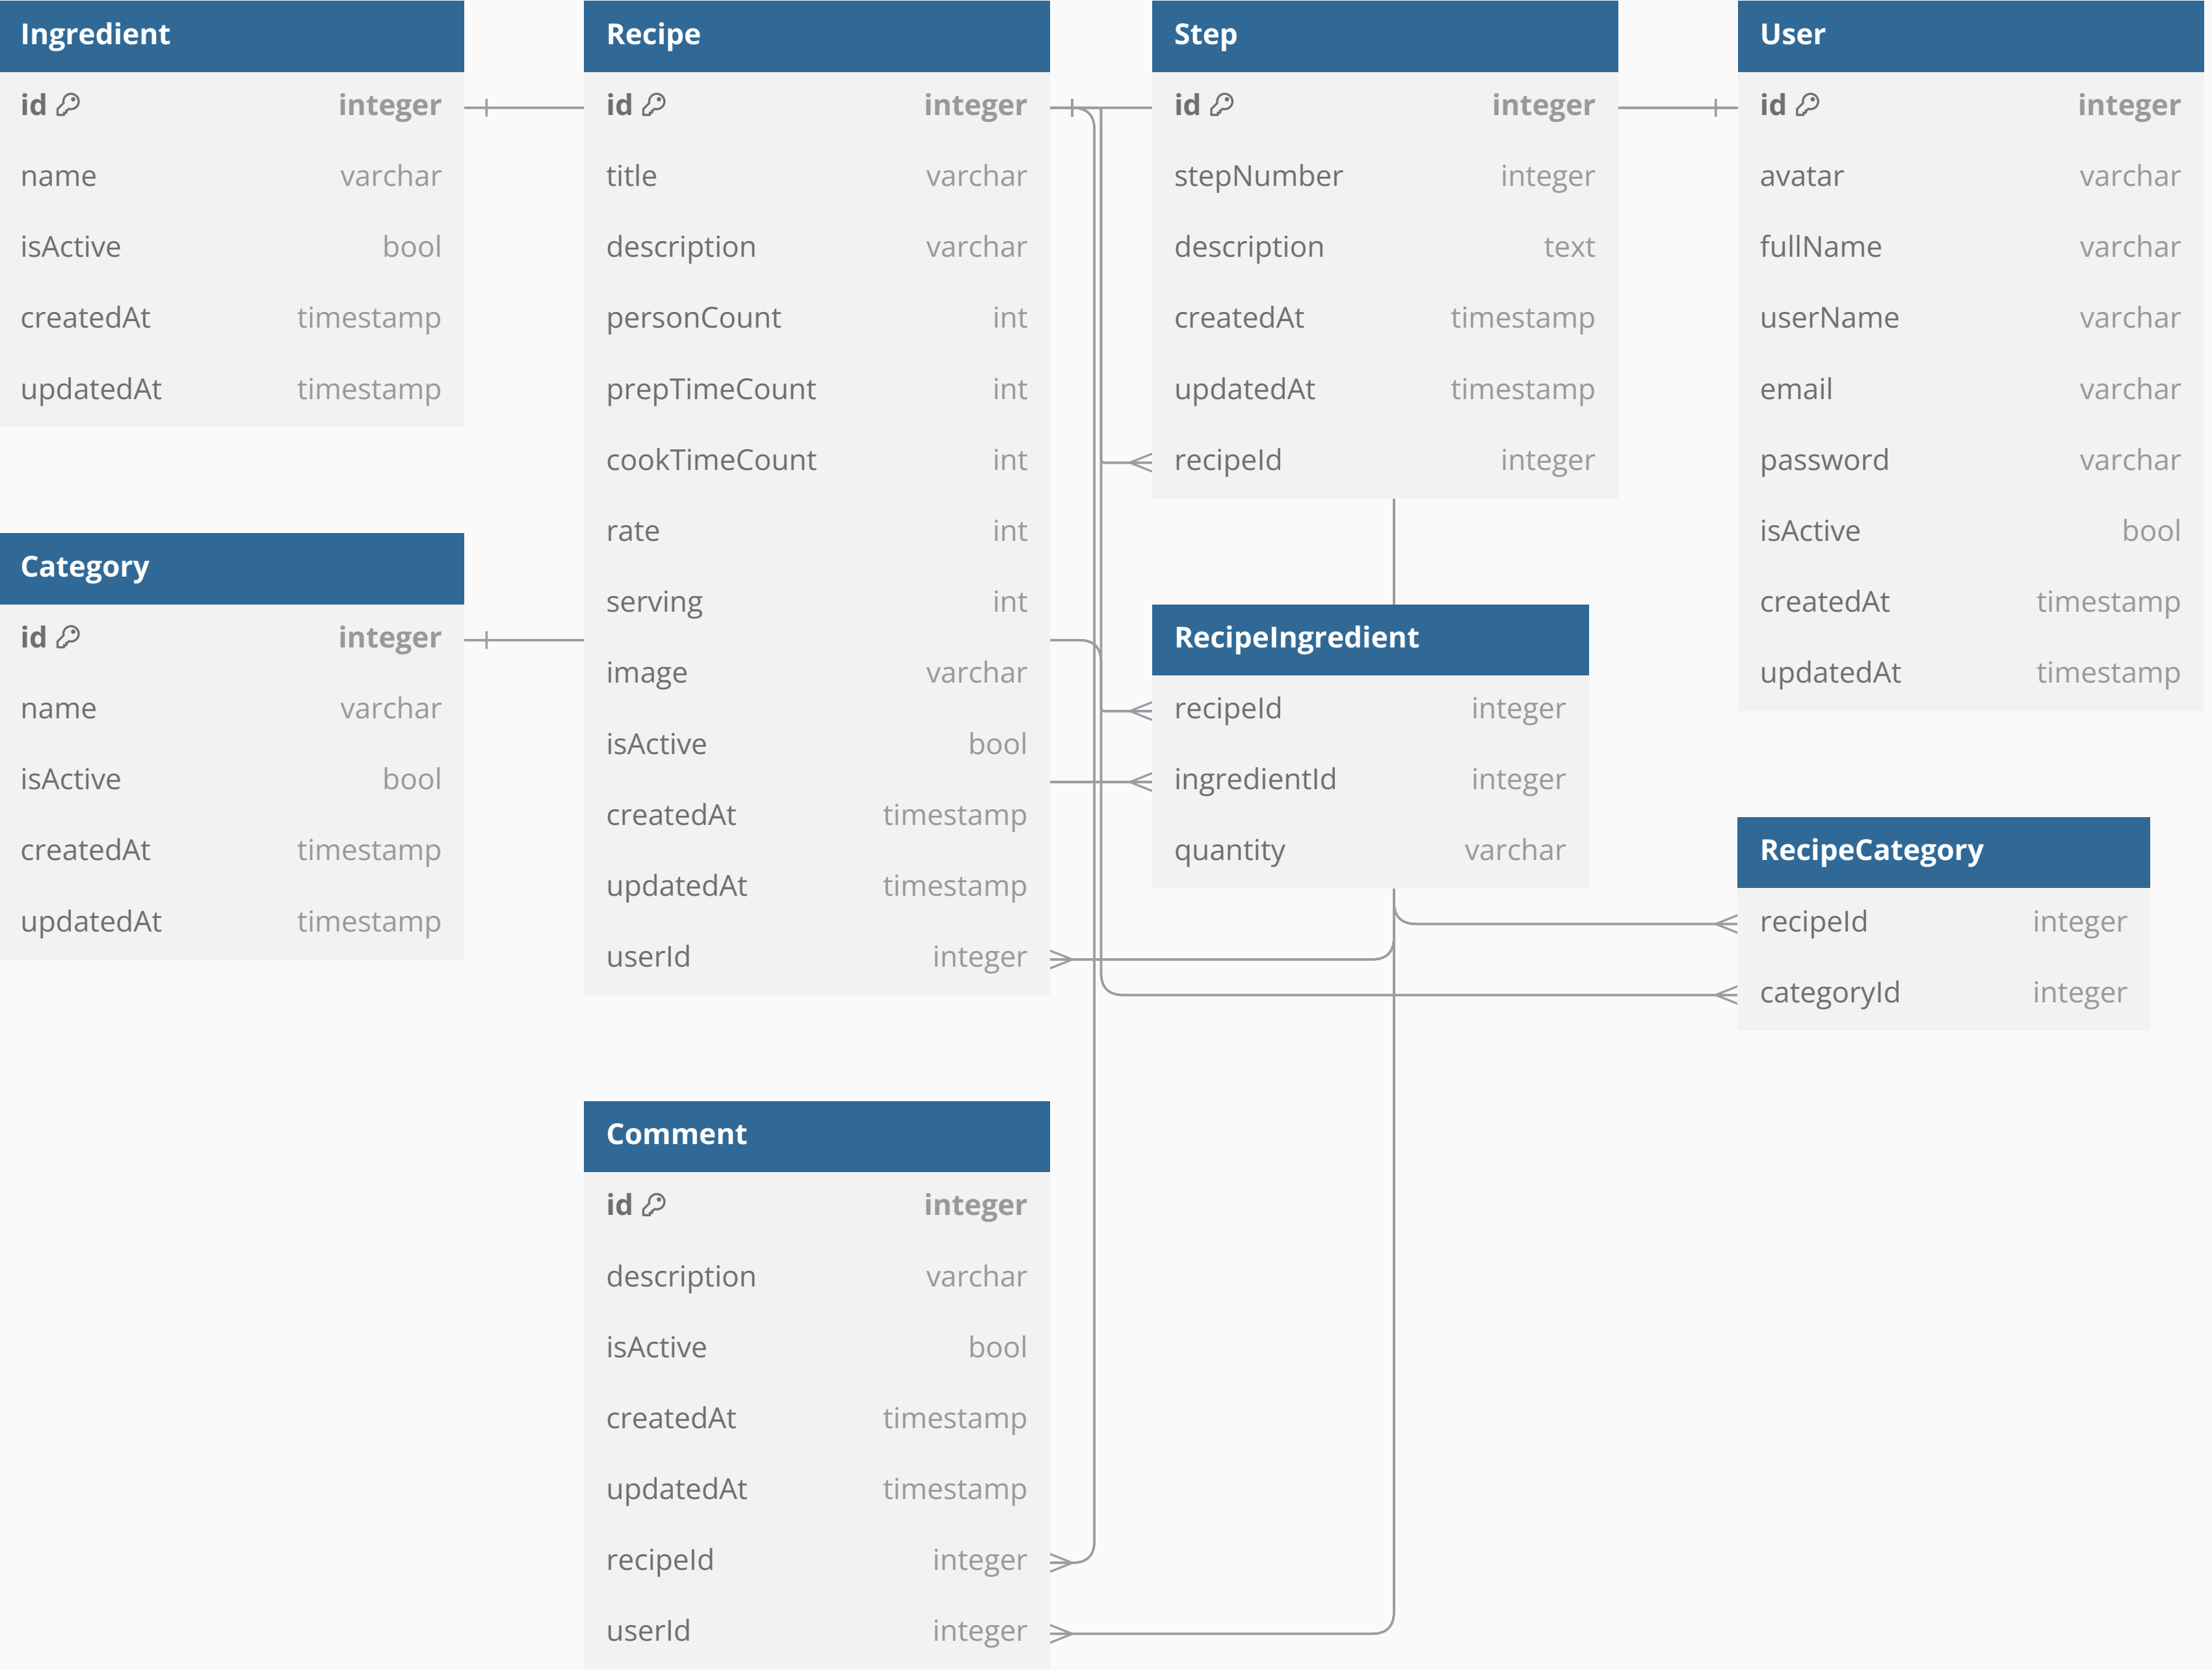 Ingredient
id integer
name varchar
isActive bool
createdAt timestamp
updatedAt timestamp
Category
id integer
name varchar
isActive bool
createdAt timestamp
updatedAt timestamp
Recipe
id integer
title varchar
description varchar
personCount int
prepTimeCount int
cookTimeCount int
rate int
serving int
image varchar
isActive bool
createdAt timestamp
updatedAt timestamp
userId integer
Comment
id integer
description varchar
isActive bool
createdAt timestamp
updatedAt timestamp
recipeId integer
userId integer
Step
id integer
stepNumber integer
description text
createdAt timestamp
updatedAt timestamp
recipeId integer
RecipeIngredient
recipeId integer
ingredientId integer
quantity varchar
User
id integer
avatar varchar
fullName varchar
userName varchar
email varchar
password varchar
isActive bool
createdAt timestamp
updatedAt timestamp
RecipeCategory
recipeId integer
categoryId integer